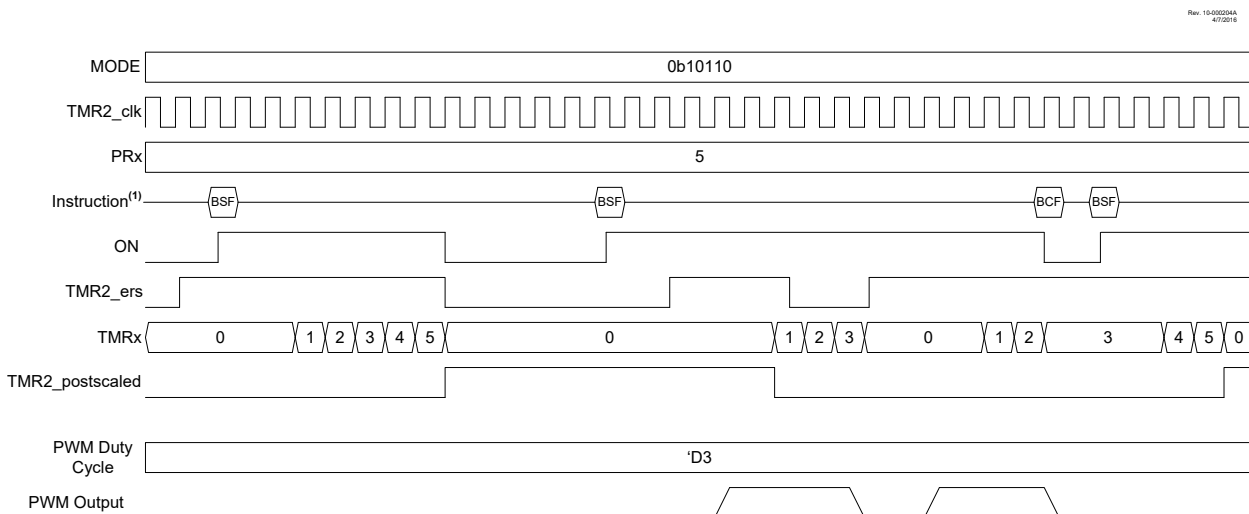 Rev. 10-000204A
4/7/2016
MODE 0b10110
TMR2_clk
PRx 5
Instruction(1) BSF BSF BCF BSF
ON
TMR2_ers
TMRx 0 1 2 3 4 5 0 1 2 3 0 1 2 3 4 5 0
TMR2_postscaled
PWM Duty
Cycle
‘D3
PWM Output